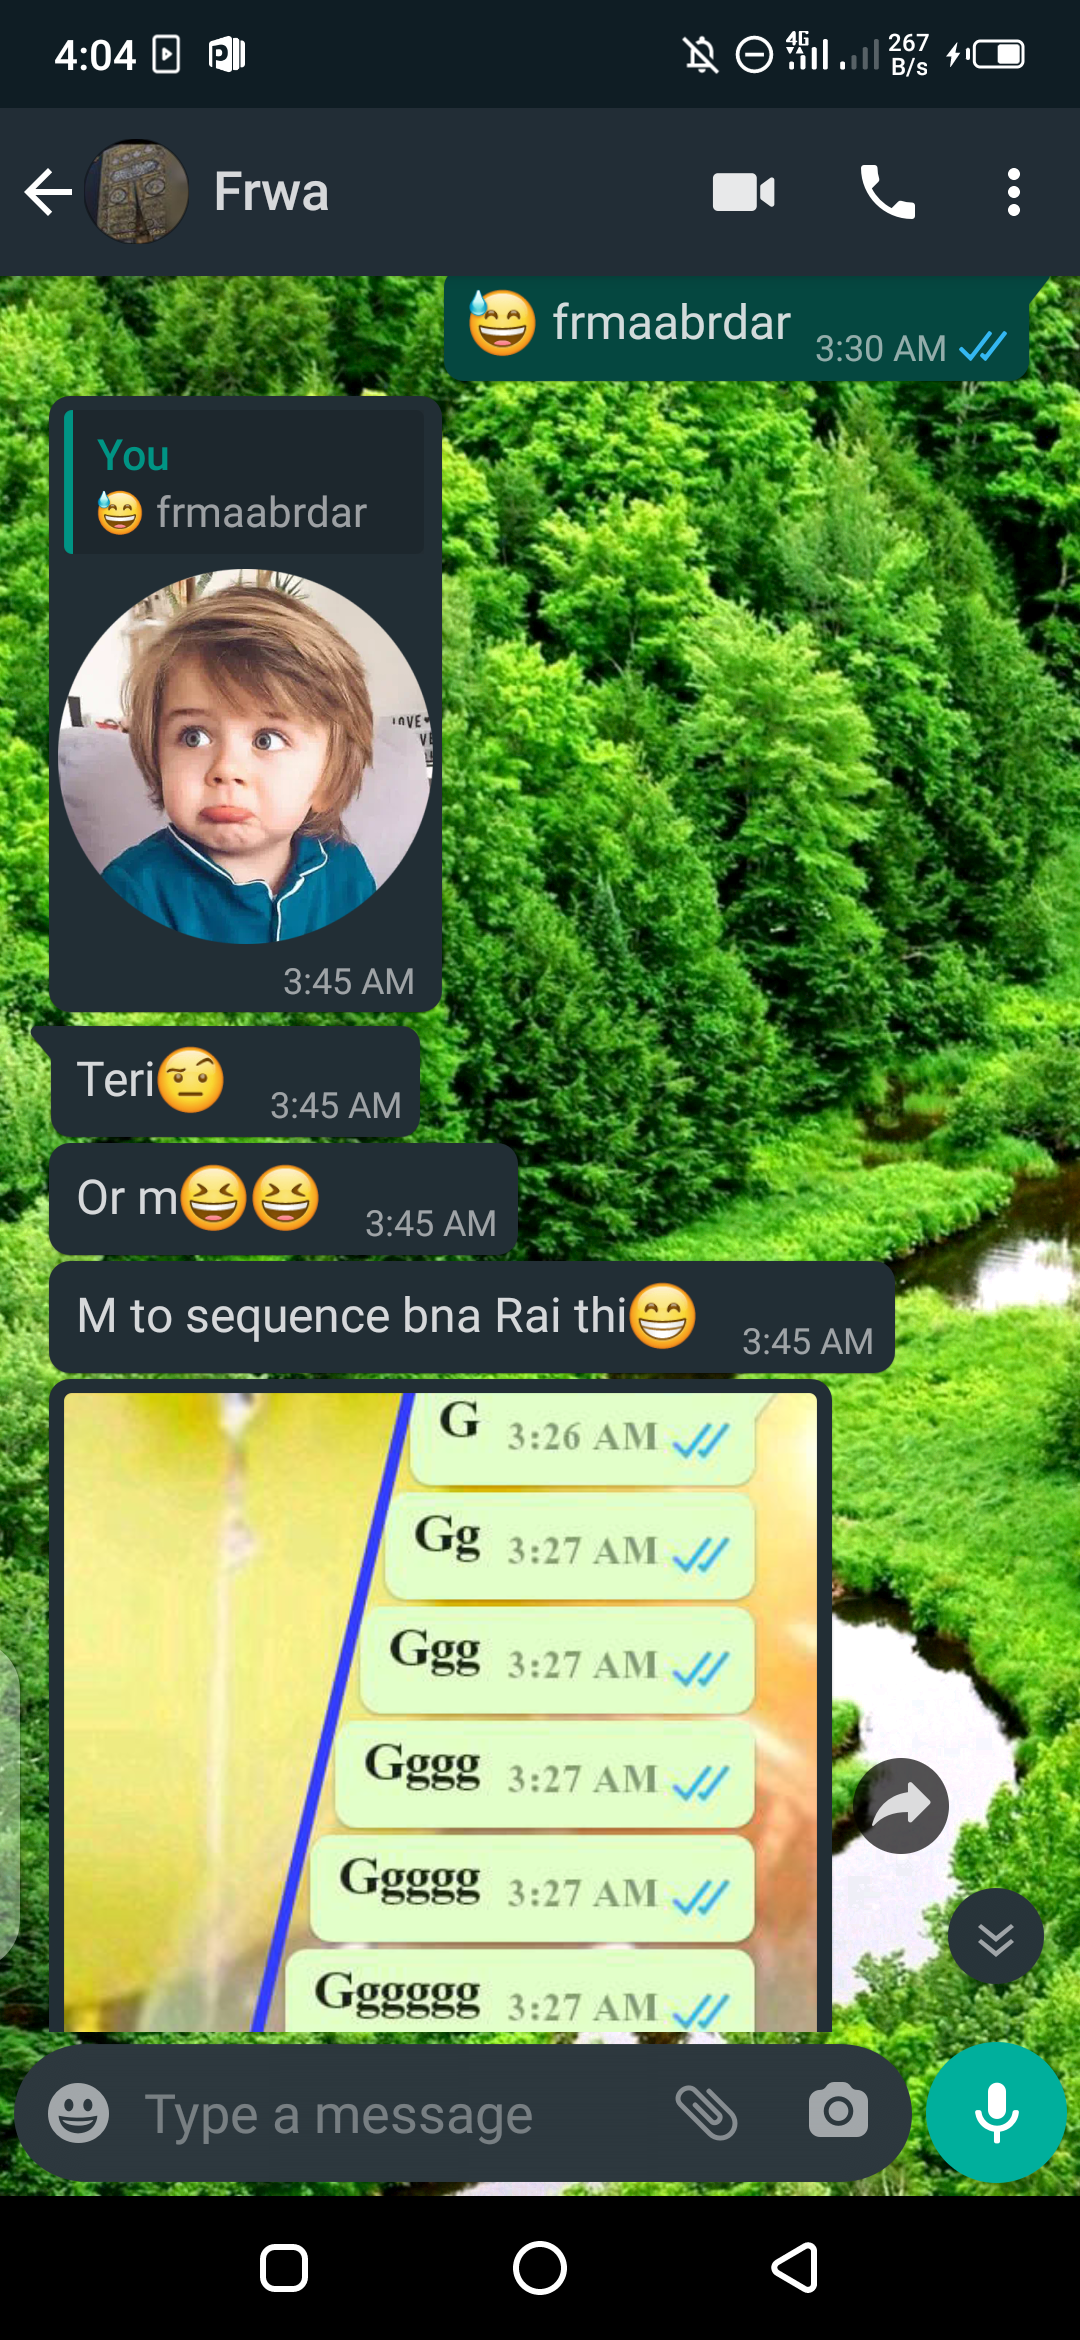 4:04
4G
267
B/s
Frwa
😅 frmaabrdar 3:30 AM
You
😅 frmaabrdar
LOVE
3:45 AM
Teri🤨 3:45 AM
Or m😆😆 3:45 AM
M to sequence bna Rai thi😁 3:45 AM
G 3:26 AM
Gg 3:27 AM
Ggg 3:27 AM
Gggg 3:27 AM
Ggggg 3:27 AM
Gggggg 3:27 AM
Type a message